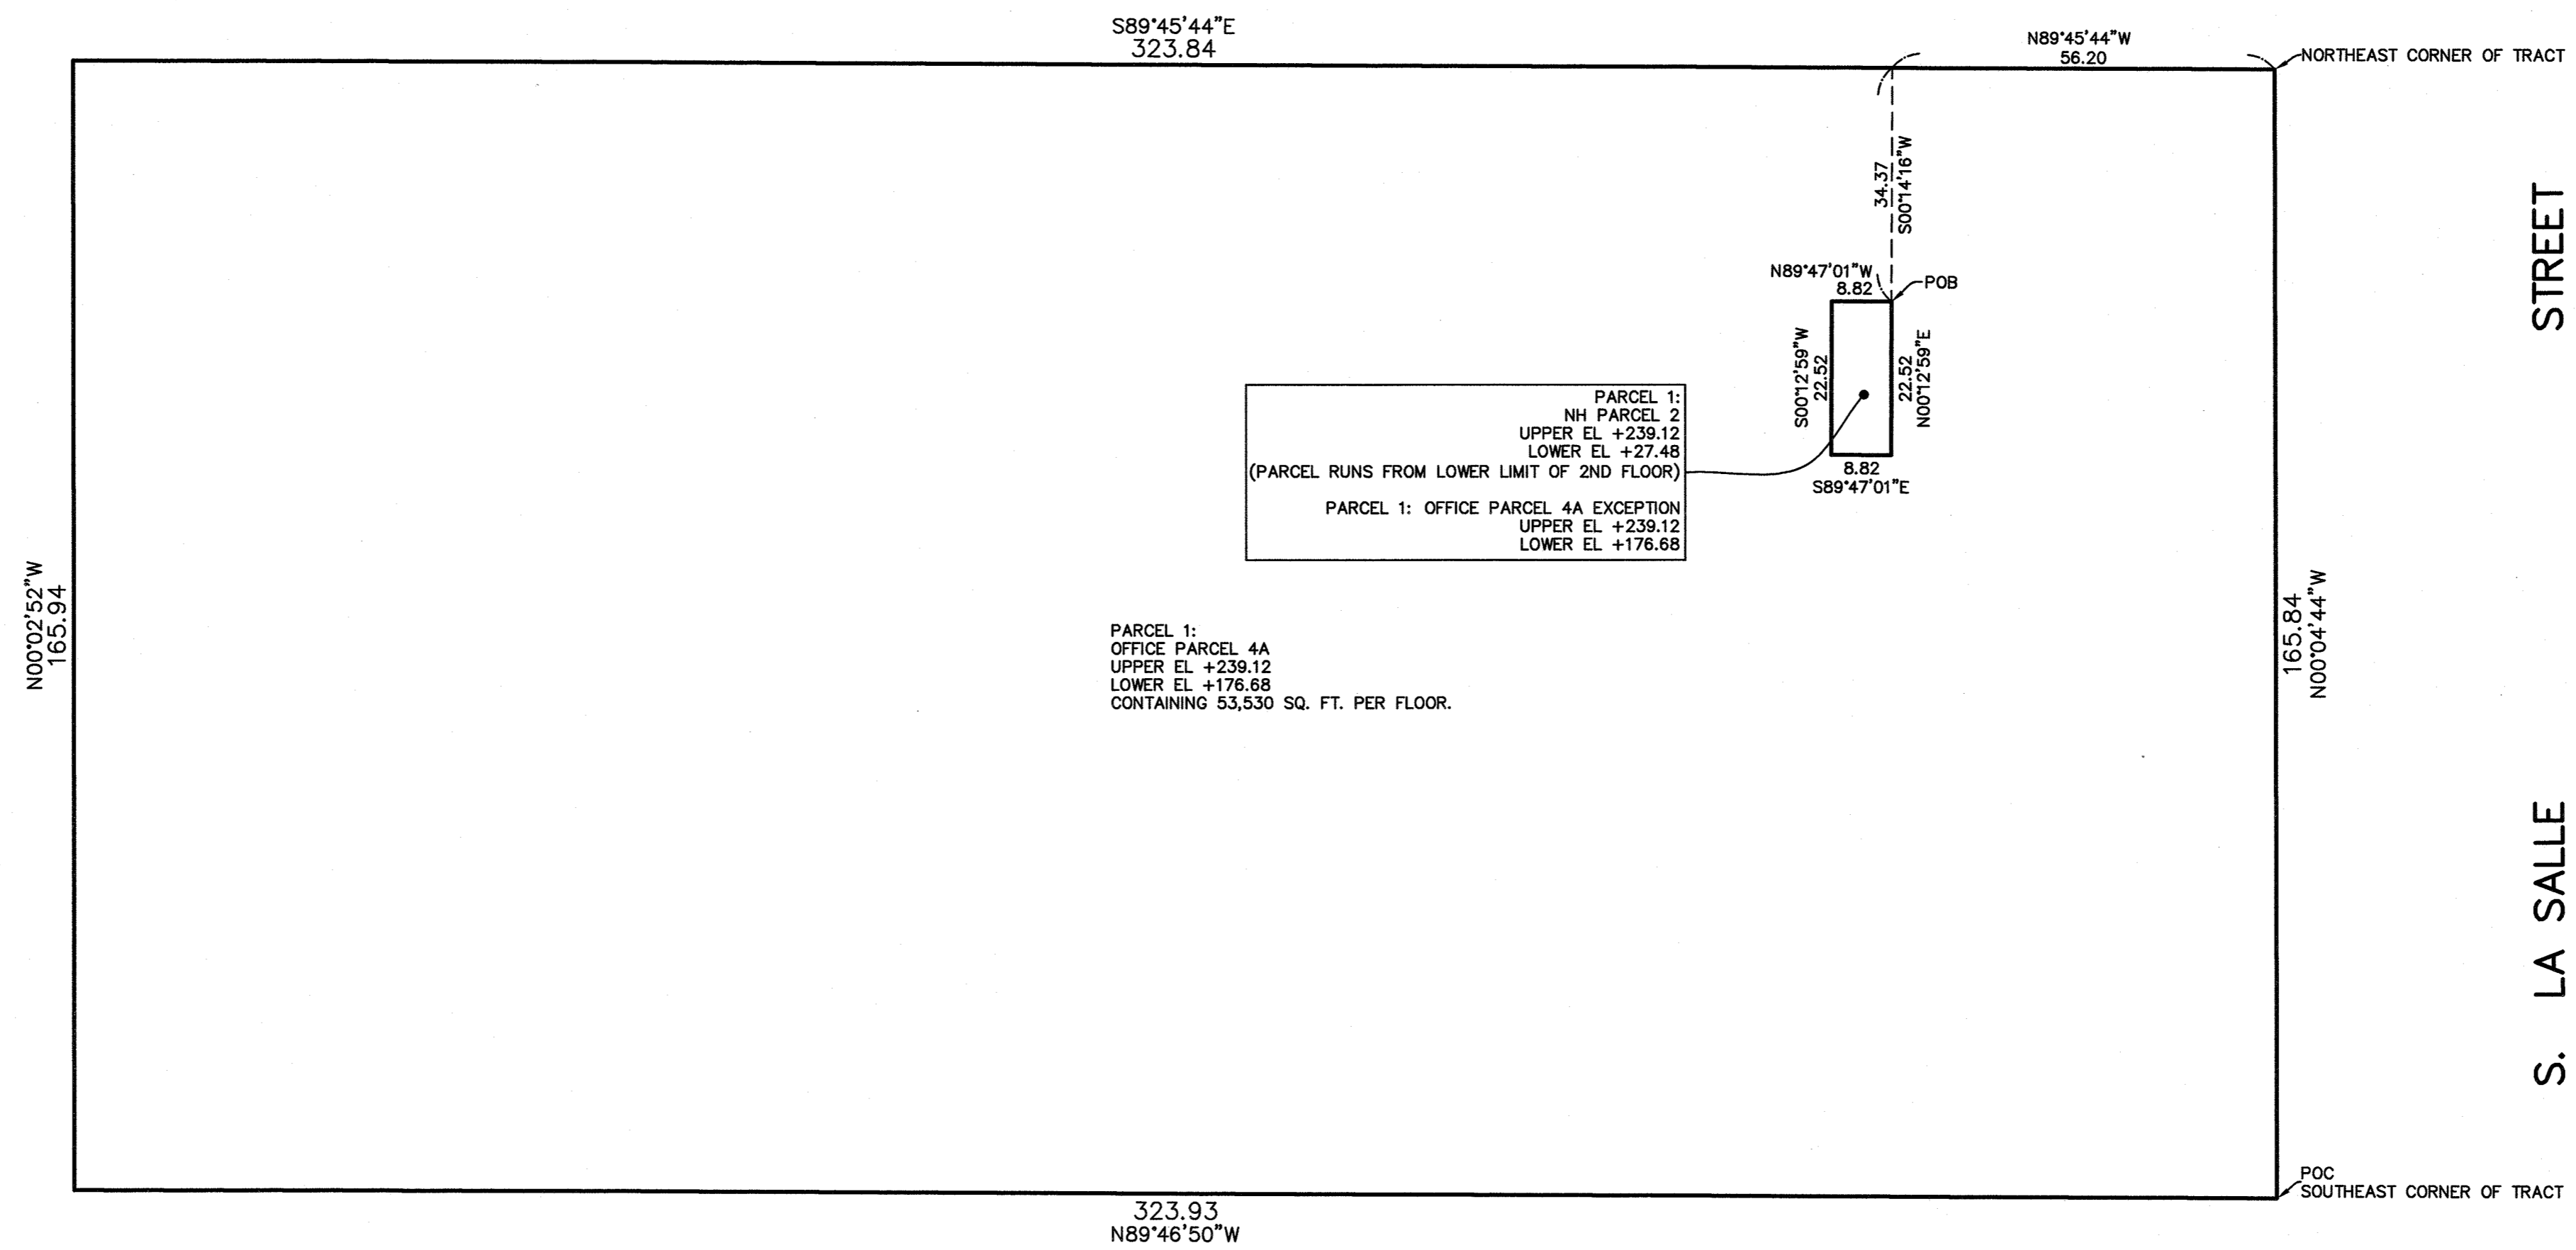 S89°45'44"E
323.84
N89°45'44"W
56.20
NORTHEAST CORNER OF TRACT
34.37
S00°14'16"W
STREET
N89°47'01"W
8.82
POB
S00°12'59"W
22.52
22.52
N00°12'59"E
8.82
S89°47'01"E
PARCEL 1:
NH PARCEL 2
UPPER EL +239.12
LOWER EL +27.48
(PARCEL RUNS FROM LOWER LIMIT OF 2ND FLOOR)
PARCEL 1: OFFICE PARCEL 4A EXCEPTION
UPPER EL +239.12
LOWER EL +176.68
N00°02'52"W
165.94
PARCEL 1:
OFFICE PARCEL 4A
UPPER EL +239.12
LOWER EL +176.68
CONTAINING 53,530 SQ. FT. PER FLOOR.
165.84
N00°04'44"W
S. LA SALLE
POC
SOUTHEAST CORNER OF TRACT
323.93
N89°46'50"W